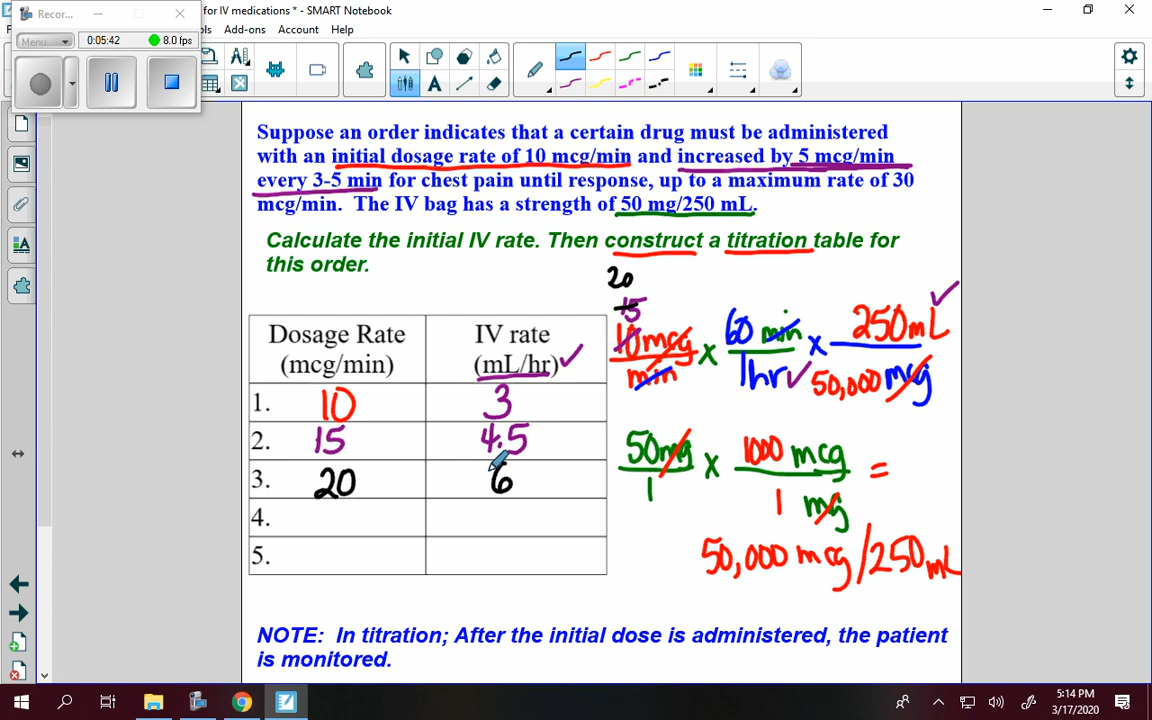 Recor...
for IV medications * - SMART Notebook
Menu
0:05:42
8.0 fps
ls Add-ons Account Help
Suppose an order indicates that a certain drug must be administered
with an initial dosage rate of 10 mcg/min and increased by 5 mcg/min
every 3-5 min for chest pain until response, up to a maximum rate of 30
mcg/min. The IV bag has a strength of 50 mg/250 mL.
Calculate the initial IV rate. Then construct a titration table for
this order.
Dosage Rate
(mcg/min)
IV rate
(mL/hr)
1. 10 3
2. 15 4.5
3. 20 6
4.
5.
20
15
10mcg x 60 min x 250mL
min 1hr 50,000 mcg
50mg x 1000 mcg =
1 1 mg
50,000 mcg/250mL
NOTE: In titration; After the initial dose is administered, the patient
is monitored.
5:14 PM
3/17/2020